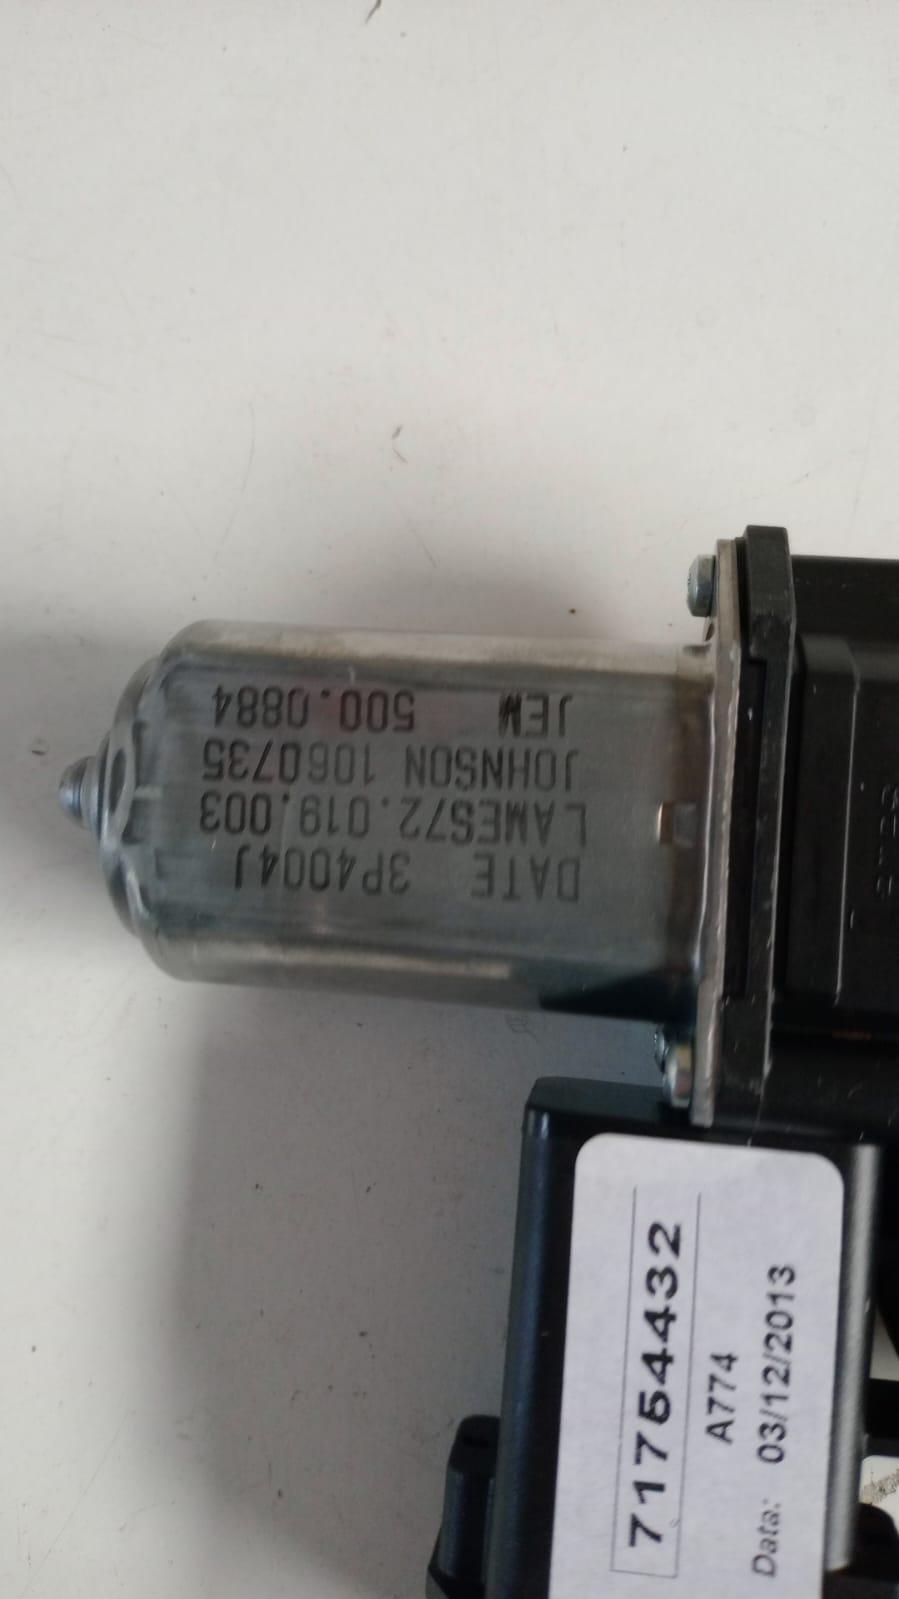 DATE 3P4004J
LAMES72.019.003
JOHNSON 1060735
JEM 500.0884
71754432
A774
Data: 03/12/2013